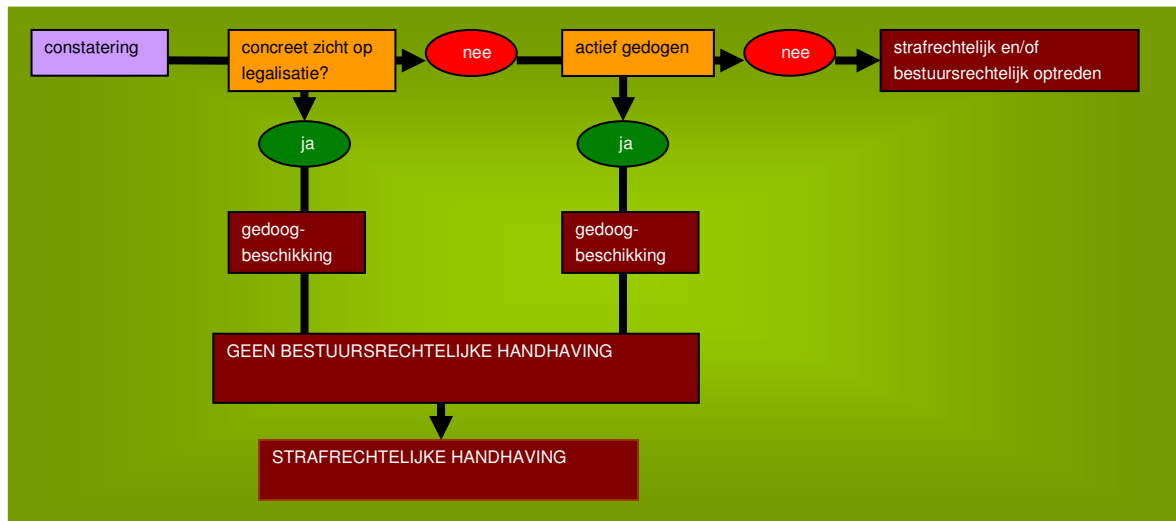 constatering
concreet zicht op
legalisatie?
nee
actief gedogen
nee
strafrechtelijk en/of
bestuursrechtelijk optreden
ja
ja
gedoog-
beschikking
gedoog-
beschikking
GEEN BESTUURSRECHTELIJKE HANDHAVING
STRAFRECHTELIJKE HANDHAVING